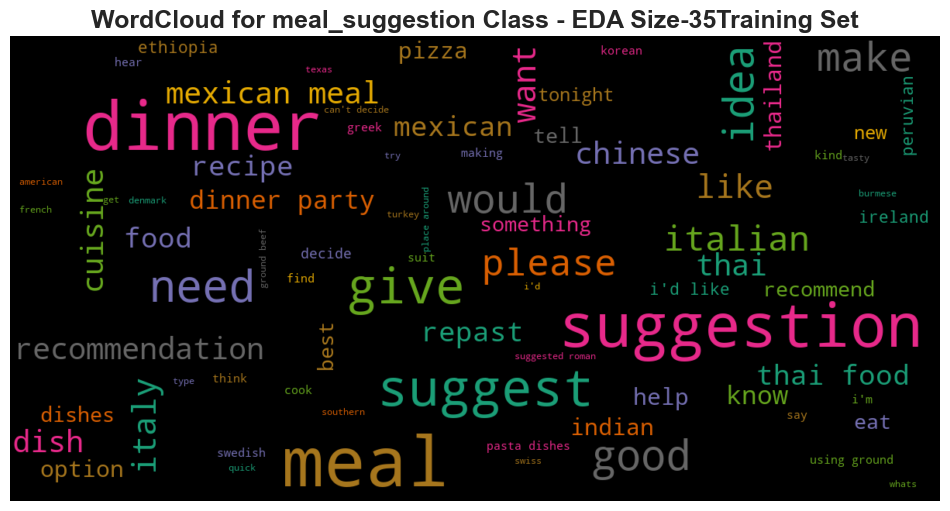 WordCloud for meal_suggestion Class - EDA Size-35Training Set
ethiopia
pizza
korean
want
idea
thailand
make
hear
texas
mexican meal
can't decide
tonight
peruvian
dinner
greek
mexican
tell
new
recipe
try
making
chinese
kind
tasty
american
cuisine
get
denmark
dinner party
turkey
place around
would
like
burmese
french
something
ireland
food
ground beef
decide
suit
please
italian
thai
need
find
give
i'd
i'd like
recommend
suggestion
recommendation
best
repast
suggested roman
thai food
italy
type
think
cook
suggest
help
know
i'm
dishes
southern
say
dish
indian
eat
option
swedish
quick
meal
pasta dishes
swiss
good
using ground
whats